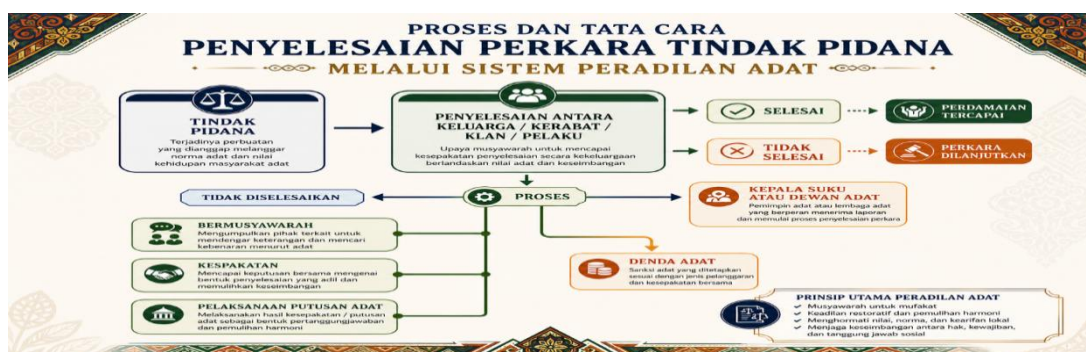 PROSES DAN TATA CARA
PENYELESAIAN PERKARA TINDAK PIDANA
MELALUI SISTEM PERADILAN ADAT
TINDAK
PIDANA
Terjadinya perbuatan
yang dianggap melanggar
norma adat dan nilai
kehidupan masyarakat adat
PENYELESAIAN ANTARA
KELUARGA / KERABAT /
KLAN / PELAKU
Upaya musyawarah untuk mencapai
kesepakatan penyelesaian secara kekeluargaan
berlandaskan nilai adat dan keseimbangan
SELESAI
PERDAMAIAN
TERCAPAI
TIDAK
SELESAI
PERKARA
DILANJUTKAN
TIDAK DISELESAIKAN
PROSES
KEPALA SUKU
ATAU DEWAN ADAT
Pemimpin adat atau lembaga adat
yang berperan menerima laporan
dan memulai proses penyelesaian perkara
BERMUSYAWARAH
Mengumpulkan pihak terkait untuk
mendengar keterangan dan mencari
kebenaran menurut adat
KESPAKATAN
Mencapai keputusan bersama mengenai
bentuk penyelesaian yang adil dan
memulihkan keseimbangan
PELAKSANAAN PUTUSAN ADAT
Melaksanakan hasil kesepakatan / putusan
adat sebagai bentuk pertanggungjawaban
dan pemulihan harmoni
DENDA ADAT
Sanksi adat yang ditetapkan
sesuai dengan jenis pelanggaran
dan kesepakatan bersama
PRINSIP UTAMA PERADILAN ADAT
✓ Musyawarah untuk mufakat
✓ Keadilan restoratif dan pemulihan harmoni
✓ Menghormati nilai, norma, dan kearifan lokal
✓ Menjaga keseimbangan antara hak, kewajiban,
dan tanggung jawab sosial